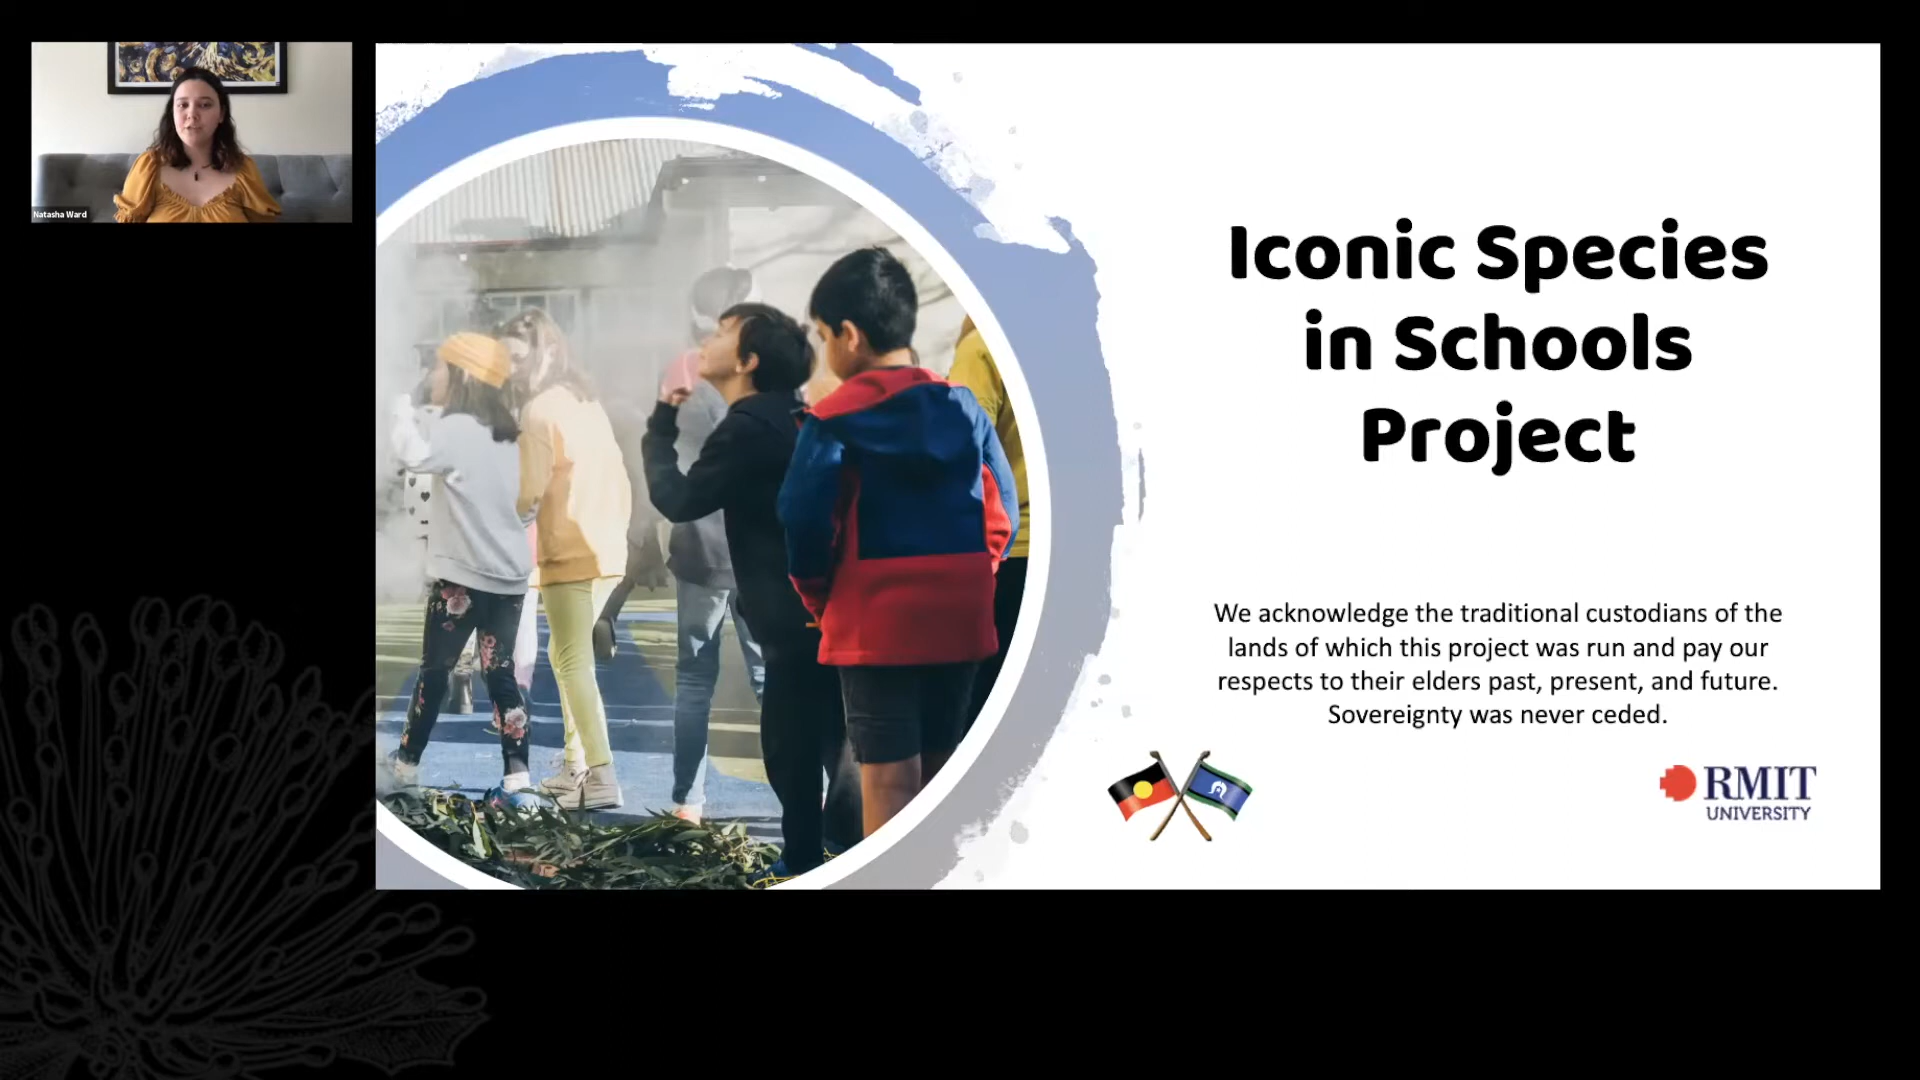 Natasha Ward
Iconic Species
in Schools
Project
We acknowledge the traditional custodians of the
lands of which this project was run and pay our
respects to their elders past, present, and future.
Sovereignty was never ceded.
RMIT
UNIVERSITY